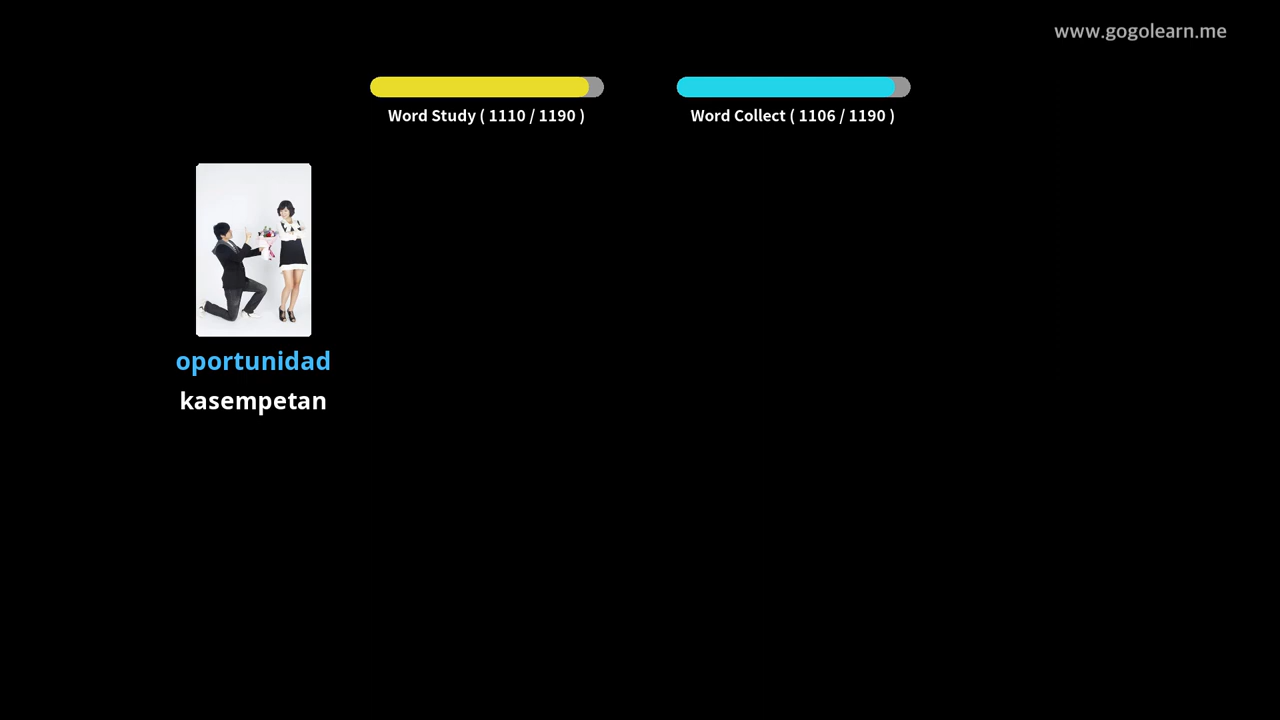 www.gogolearn.me
Word Study ( 1110 / 1190 )
Word Collect ( 1106 / 1190 )
oportunidad
kasempetan